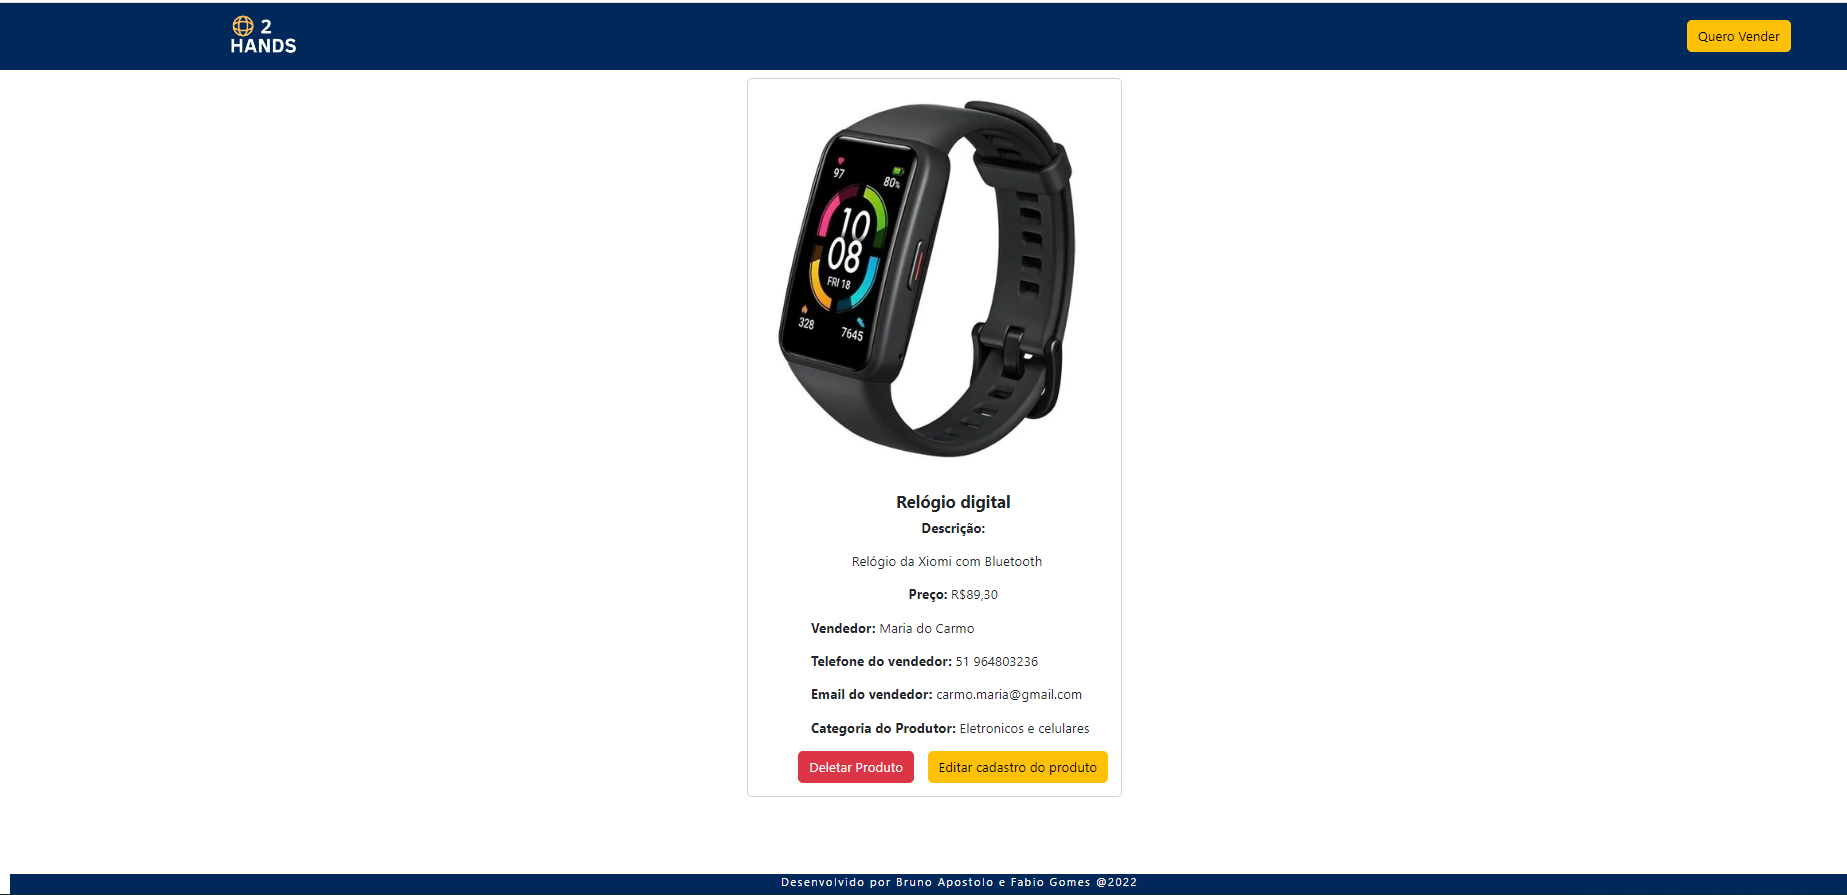 2
HANDS
Quero Vender
97
80%
10
08
FRI 18
328
7645
Relógio digital
Descrição:
Relógio da Xiomi com Bluetooth
Preço: R$89,30
Vendedor: Maria do Carmo
Telefone do vendedor: 51 964803236
Email do vendedor: carmo.maria@gmail.com
Categoria do Produtor: Eletronicos e celulares
Deletar Produto
Editar cadastro do produto
Desenvolvido por Bruno Apostolo e Fabio Gomes @2022